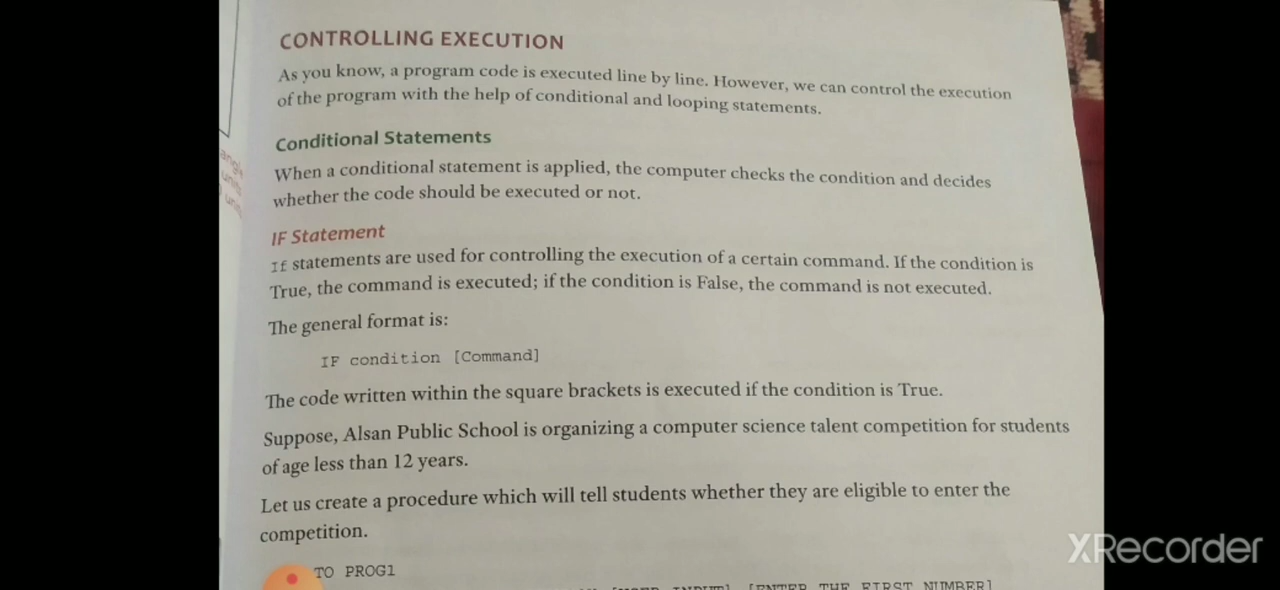 CONTROLLING EXECUTION
As you know, a program code is executed line by line. However, we can control the execution
of the program with the help of conditional and looping statements.
Conditional Statements
When a conditional statement is applied, the computer checks the condition and decides
whether the code should be executed or not.
IF Statement
If statements are used for controlling the execution of a certain command. If the condition is
True, the command is executed; if the condition is False, the command is not executed.
The general format is:
IF condition [Command]
The code written within the square brackets is executed if the condition is True.
Suppose, Alsan Public School is organizing a computer science talent competition for students
of age less than 12 years.
Let us create a procedure which will tell students whether they are eligible to enter the
competition.
TO PROG1
[ENTER THE FIRST NUMBER]
XRecorder